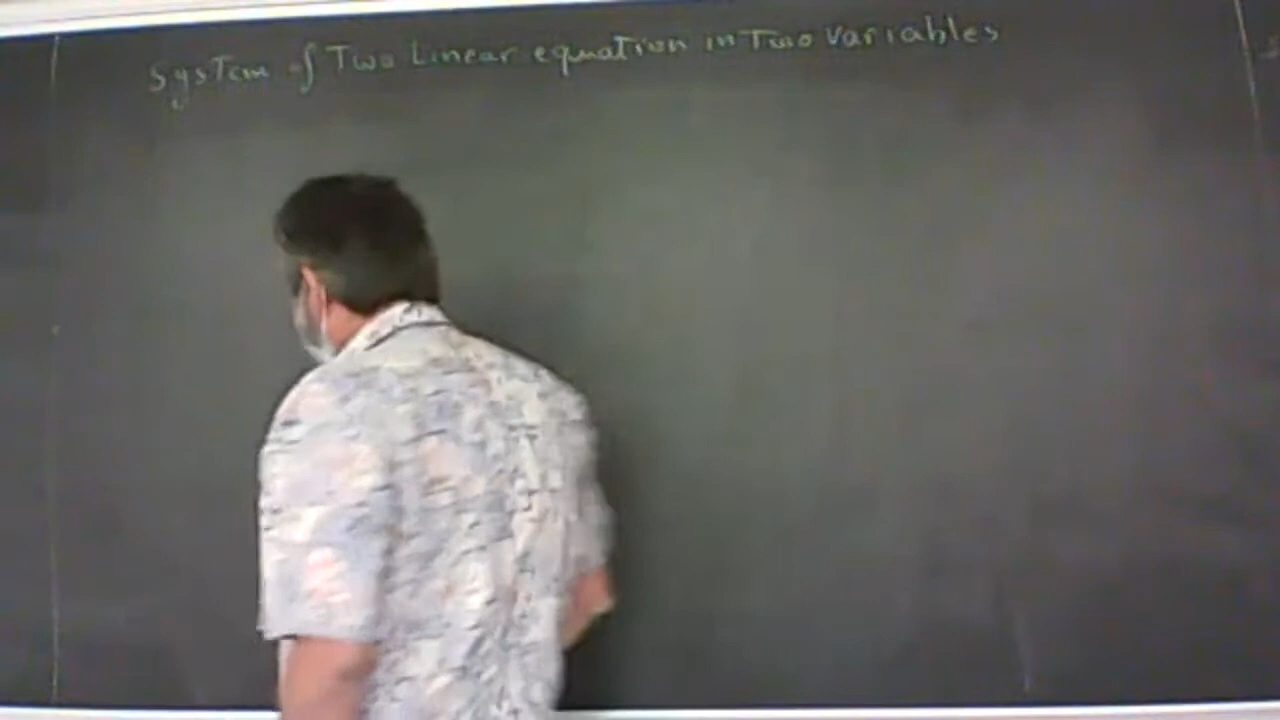 System of Two Linear equation in Two Variables